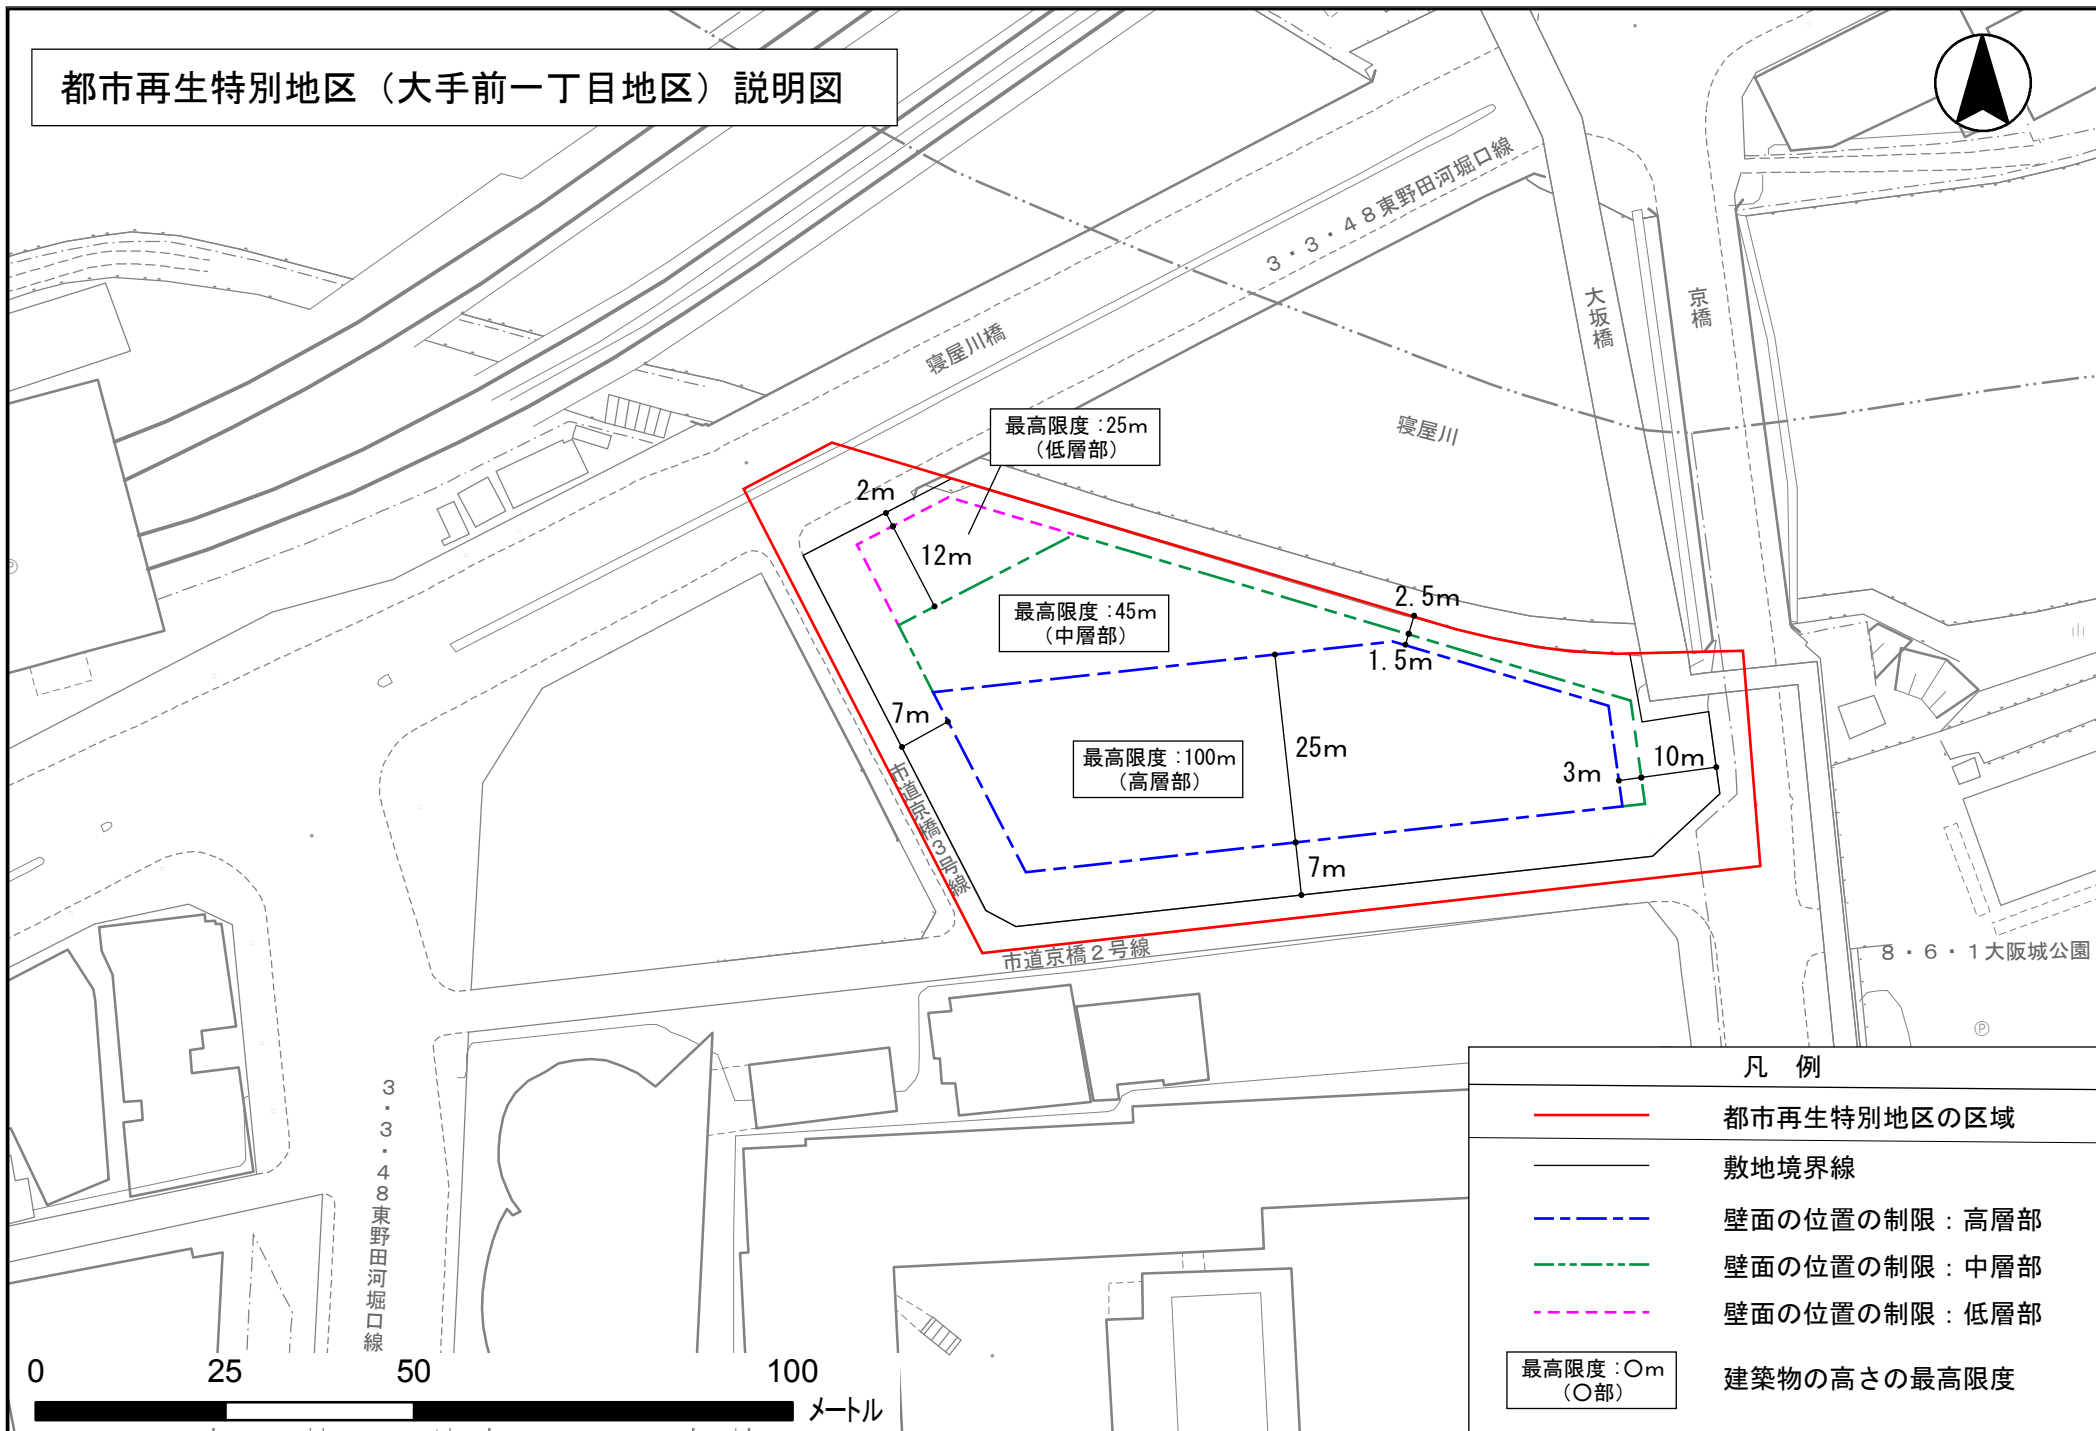 都市再生特別地区（大手前一丁目地区）説明図
3・3・48東野田河堀口線
大坂橋
京橋
寝屋川橋
寝屋川
最高限度：25m
（低層部）
2m
12m
最高限度：45m
（中層部）
2.5m
1.5m
7m
25m
最高限度：100m
（高層部）
3m
10m
7m
市道京橋3号線
市道京橋2号線
8・6・1大阪城公園
P
P
3・3・48東野田河堀口線
凡 例
都市再生特別地区の区域
敷地境界線
壁面の位置の制限：高層部
壁面の位置の制限：中層部
壁面の位置の制限：低層部
最高限度：〇m
（〇部）
建築物の高さの最高限度
0 25 50 100
メートル